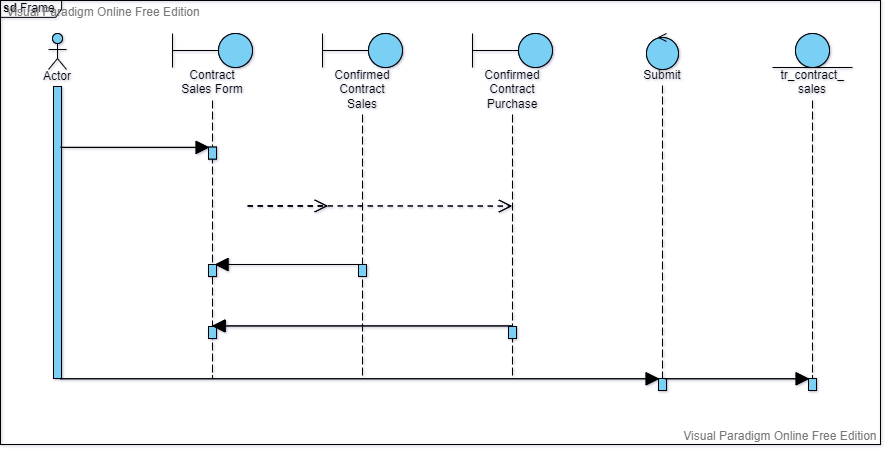 sd Frame
Visual Paradigm Online Free Edition
Actor
Contract
Sales Form
Confirmed
Contract
Sales
Confirmed
Contract
Purchase
Submit
tr_contract_
sales
Visual Paradigm Online Free Edition